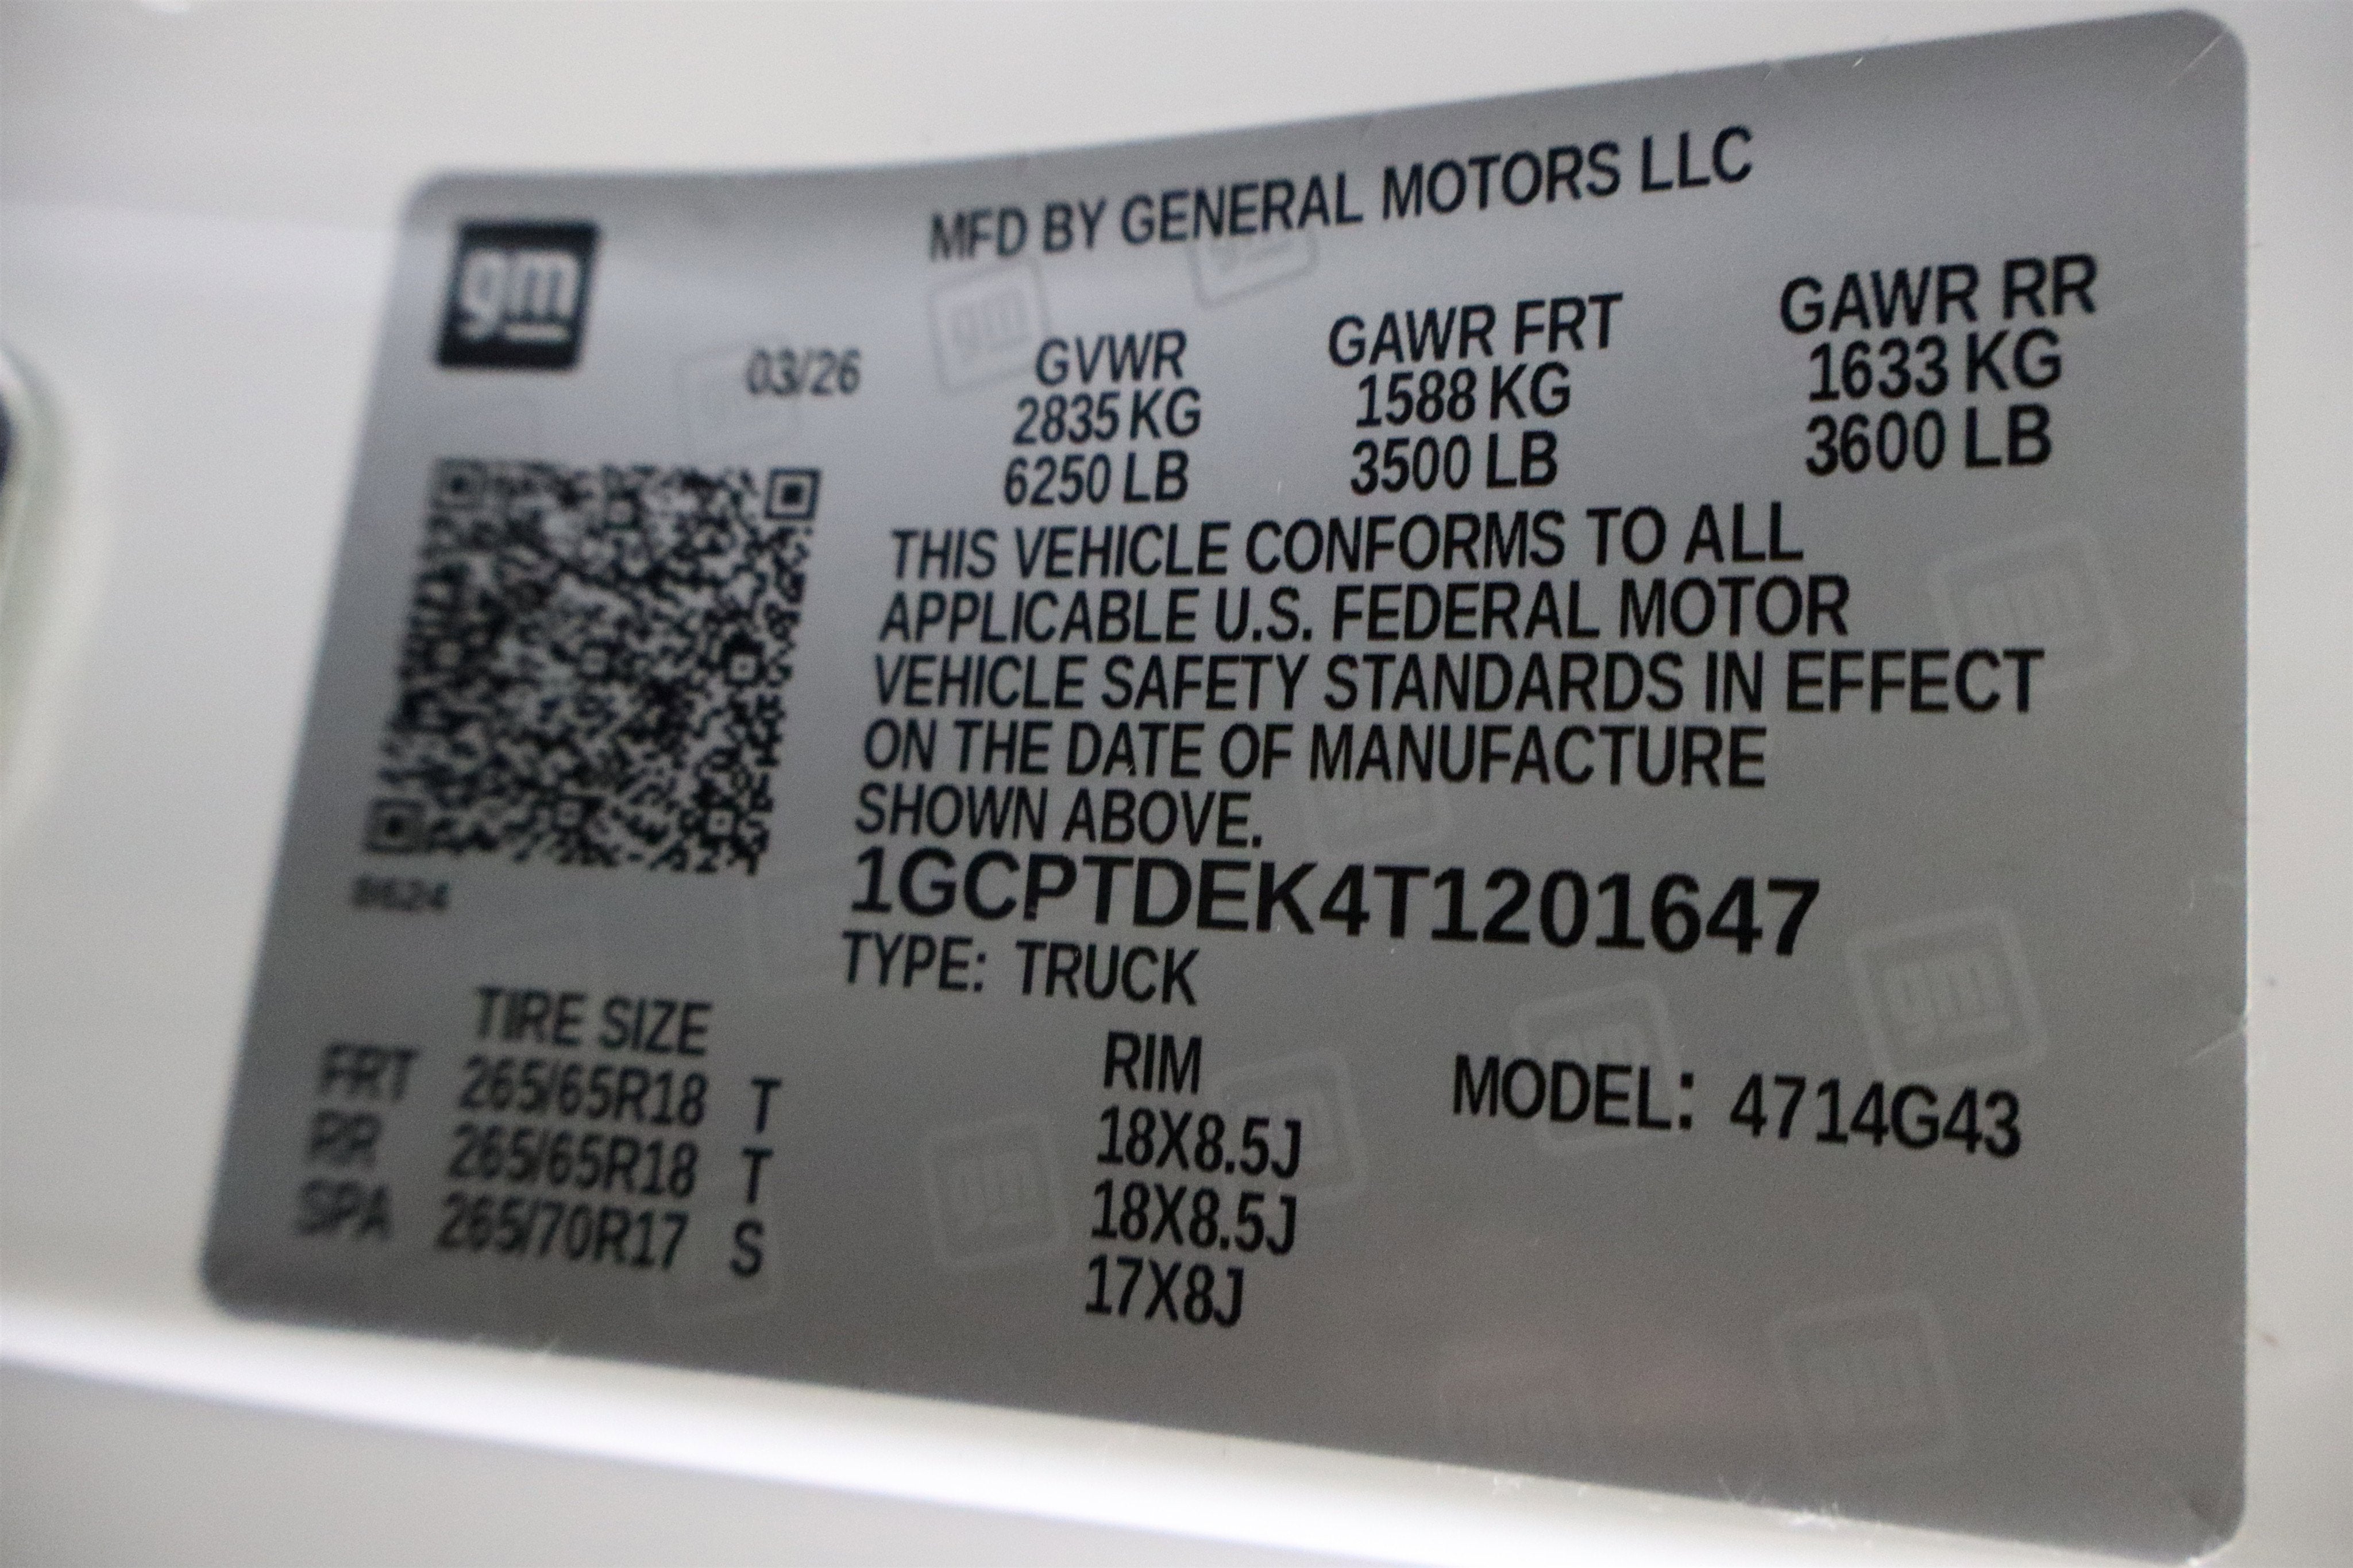 gm
MFD BY GENERAL MOTORS LLC
03/26
GVWR GAWR FRT GAWR RR
2835 KG 1588 KG 1633 KG
6250 LB 3500 LB 3600 LB
THIS VEHICLE CONFORMS TO ALL
APPLICABLE U.S. FEDERAL MOTOR
VEHICLE SAFETY STANDARDS IN EFFECT
ON THE DATE OF MANUFACTURE
SHOWN ABOVE.
1GCPTDEK4T1201647
TYPE: TRUCK
TIRE SIZE RIM MODEL: 4714G43
FRT 265/65R18 T 18X8.5J
RR 265/65R18 T 18X8.5J
SPA 265/70R17 S 17X8J